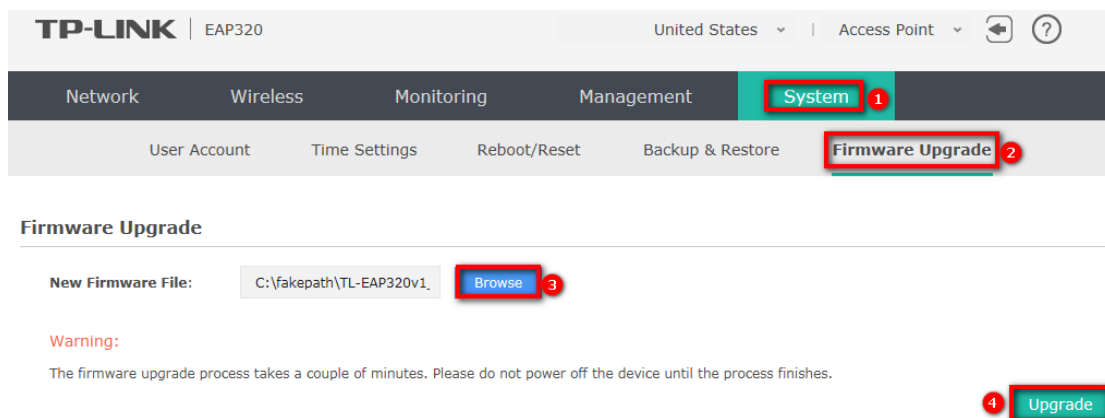 TP-LINK | EAP320 United States | Access Point ?
Network Wireless Monitoring Management System 1
User Account Time Settings Reboot/Reset Backup & Restore Firmware Upgrade 2
Firmware Upgrade
New Firmware File: C:\fakepath\TL-EAP320v1_ Browse 3
Warning:
The firmware upgrade process takes a couple of minutes. Please do not power off the device until the process finishes.
4 Upgrade